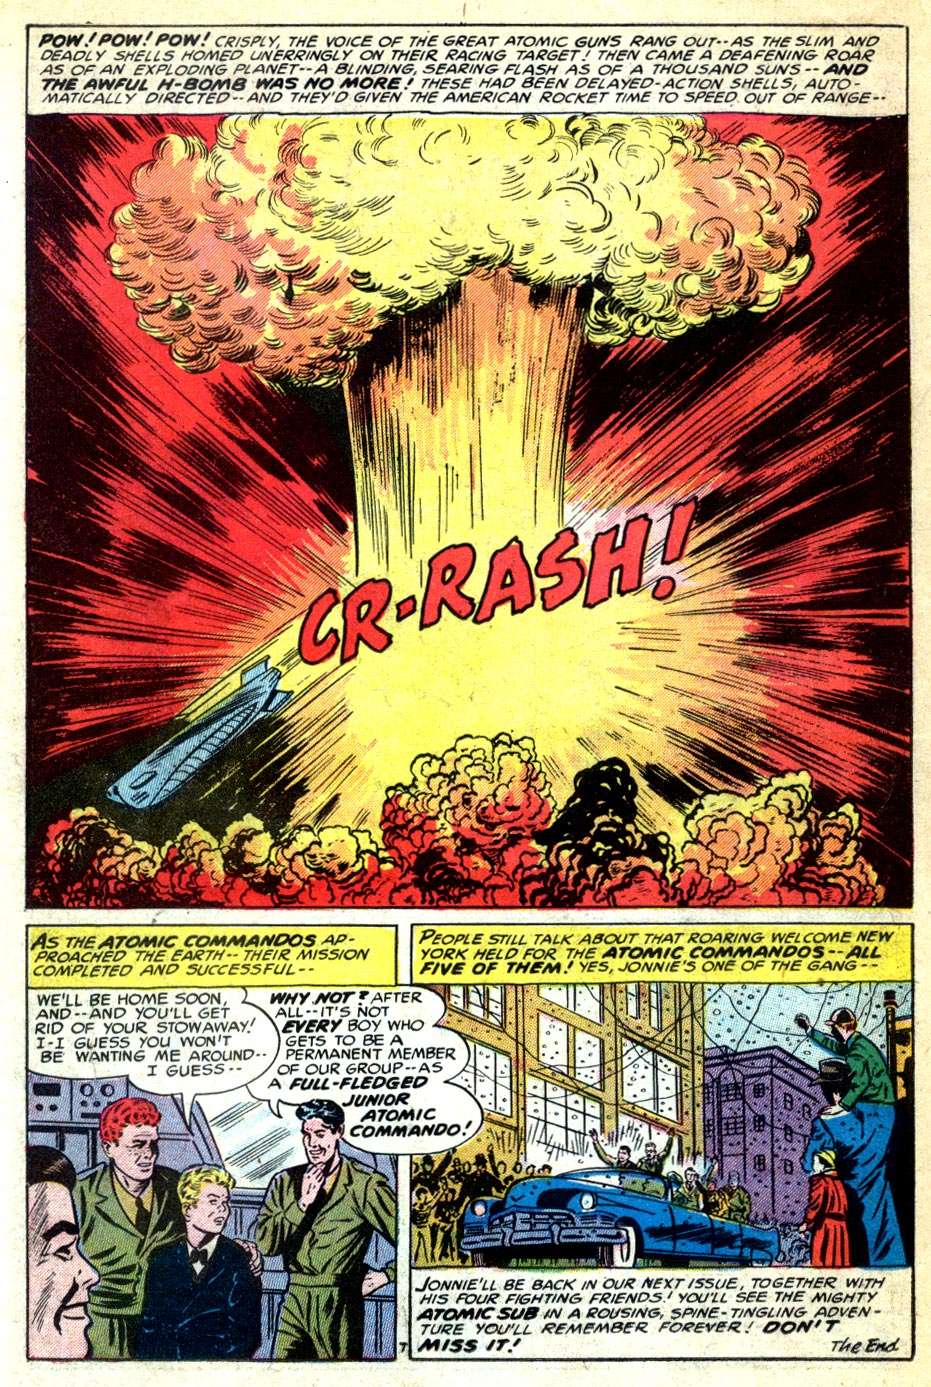 POW! POW! POW! CRISPLY, THE VOICE OF THE GREAT ATOMIC GUNS RANG OUT--AS THE SLIM AND
DEADLY SHELLS HOMED UNERRINGLY ON THEIR RACING TARGET! THEN CAME A DEAFENING ROAR
AS OF AN EXPLODING PLANET--A BLINDING, SEARING FLASH AS OF A THOUSAND SUNS--AND
THE AWFUL H-BOMB WAS NO MORE! THESE HAD BEEN DELAYED-ACTION SHELLS, AUTO-
MATICALLY DIRECTED--AND THEY'D GIVEN THE AMERICAN ROCKET TIME TO SPEED OUT OF RANGE--
CR-RASH!
AS THE ATOMIC COMMANDOS AP-
PROACHED THE EARTH--THEIR MISSION
COMPLETED AND SUCCESSFUL--
WE'LL BE HOME SOON,
AND--AND YOU'LL GET
RID OF YOUR STOWAWAY!
I-I GUESS YOU WON'T
BE WANTING ME AROUND--
I GUESS--
WHY NOT? AFTER
ALL--IT'S NOT
EVERY BOY WHO
GETS TO BE A
PERMANENT MEMBER
OF OUR GROUP--AS
A FULL-FLEDGED
JUNIOR
ATOMIC
COMMANDO!
7
PEOPLE STILL TALK ABOUT THAT ROARING WELCOME NEW
YORK HELD FOR THE ATOMIC COMMANDOS--ALL
FIVE OF THEM! YES, JONNIE'S ONE OF THE GANG--
JONNIE'LL BE BACK IN OUR NEXT ISSUE, TOGETHER WITH
HIS FOUR FIGHTING FRIENDS! YOU'LL SEE THE MIGHTY
ATOMIC SUB IN A ROUSING, SPINE-TINGLING ADVEN-
TURE YOU'LL REMEMBER FOREVER! DON'T
MISS IT!
The End